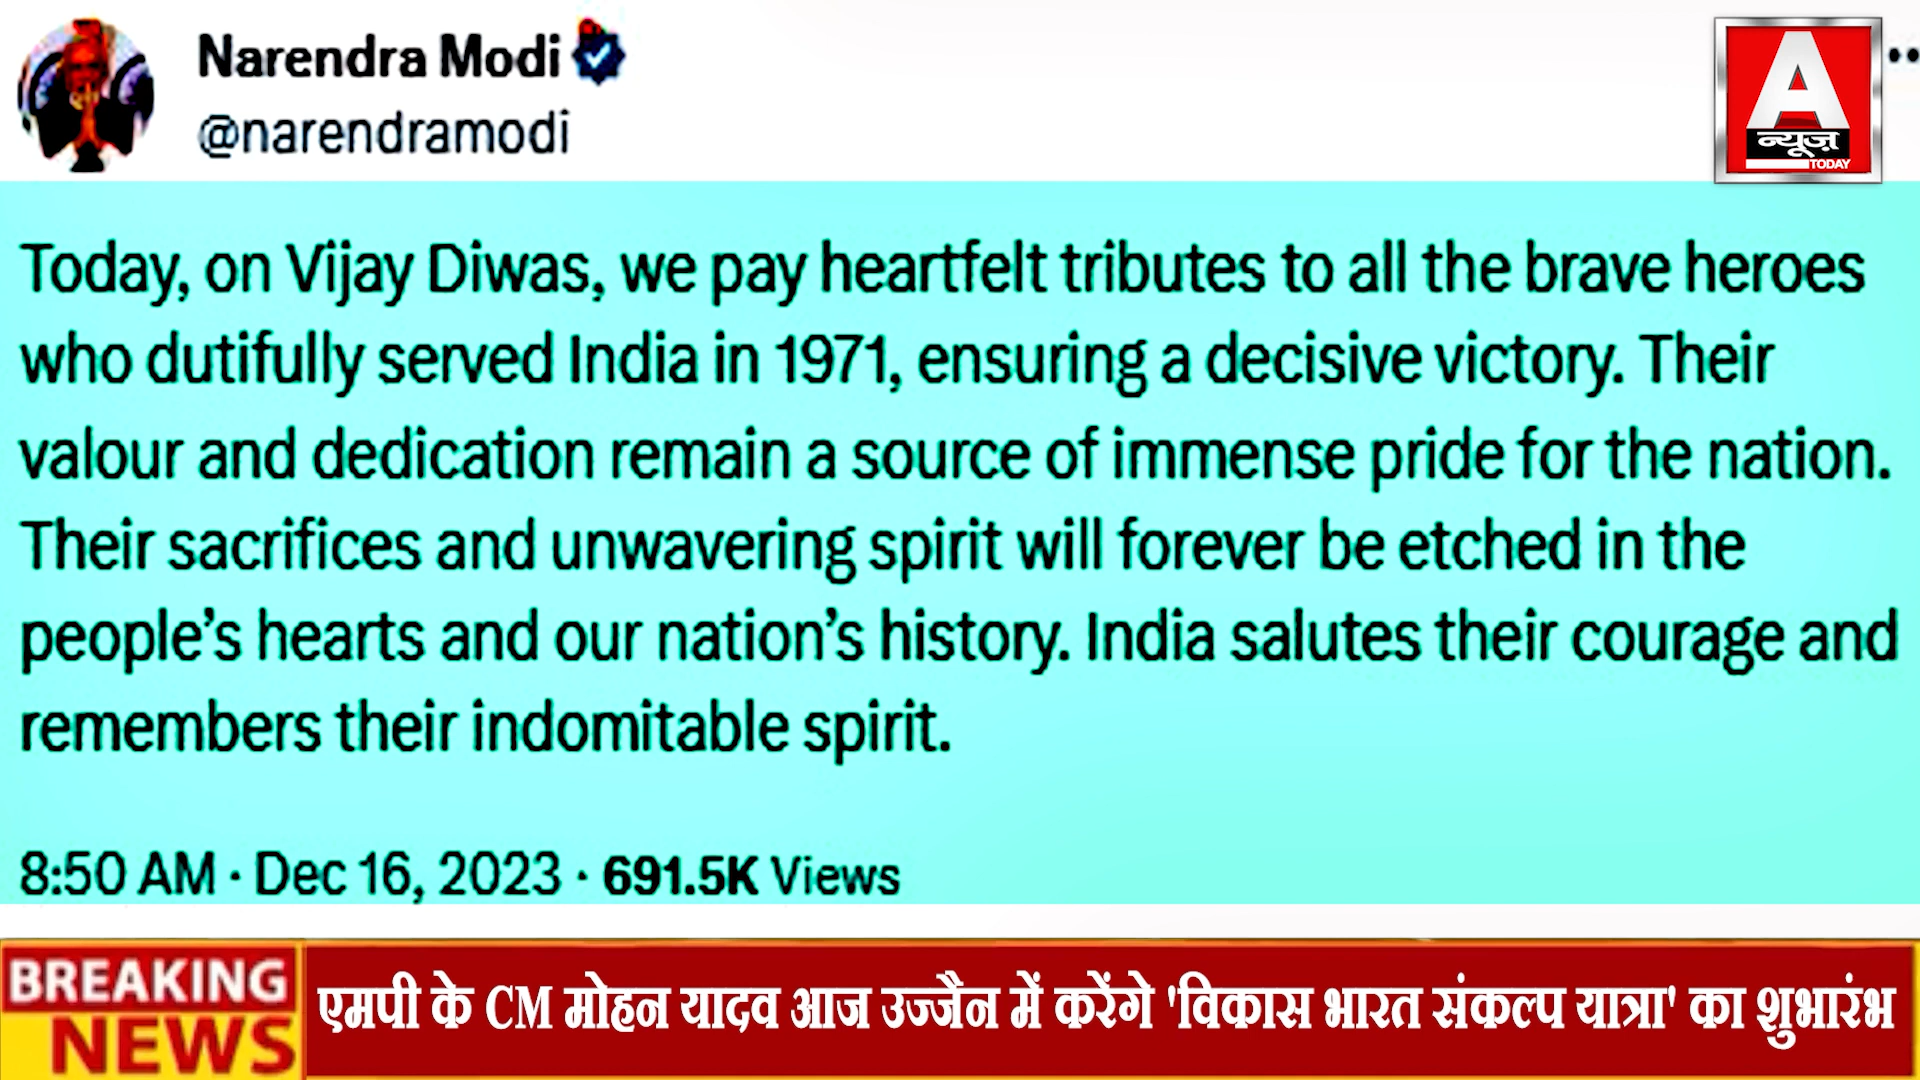 Narendra Modi
@narendramodi
A
न्यूज़
TODAY
Today, on Vijay Diwas, we pay heartfelt tributes to all the brave heroes
who dutifully served India in 1971, ensuring a decisive victory. Their
valour and dedication remain a source of immense pride for the nation.
Their sacrifices and unwavering spirit will forever be etched in the
people’s hearts and our nation’s history. India salutes their courage and
remembers their indomitable spirit.
8:50 AM · Dec 16, 2023 · 691.5K Views
BREAKING
NEWS
एमपी के CM मोहन यादव आज उज्जैन में करेंगे 'विकास भारत संकल्प यात्रा' का शुभारंभ